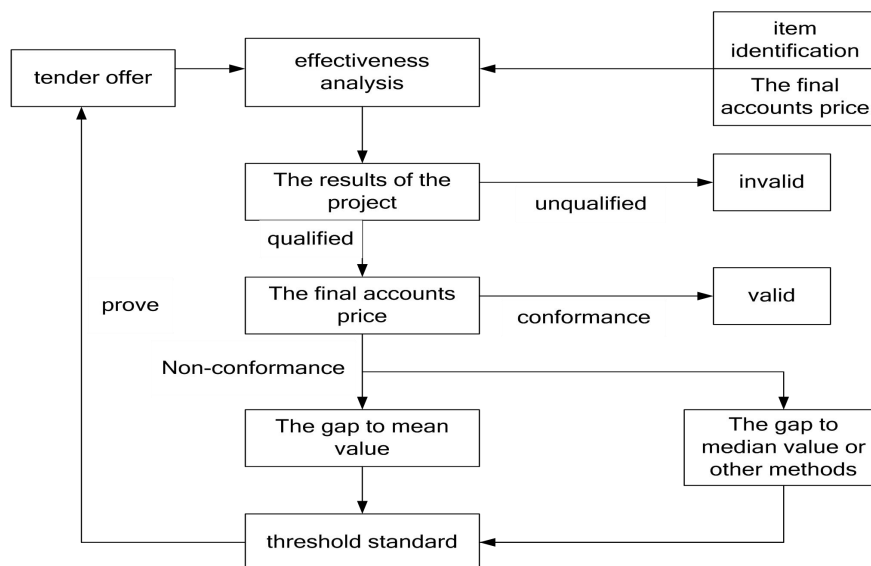 tender offer
effectiveness
analysis
item
identification
The final
accounts price
The results of the
project
unqualified
invalid
qualified
The final accounts
price
conformance
valid
prove
Non-conformance
The gap to mean
value
The gap to
median value or
other methods
threshold standard